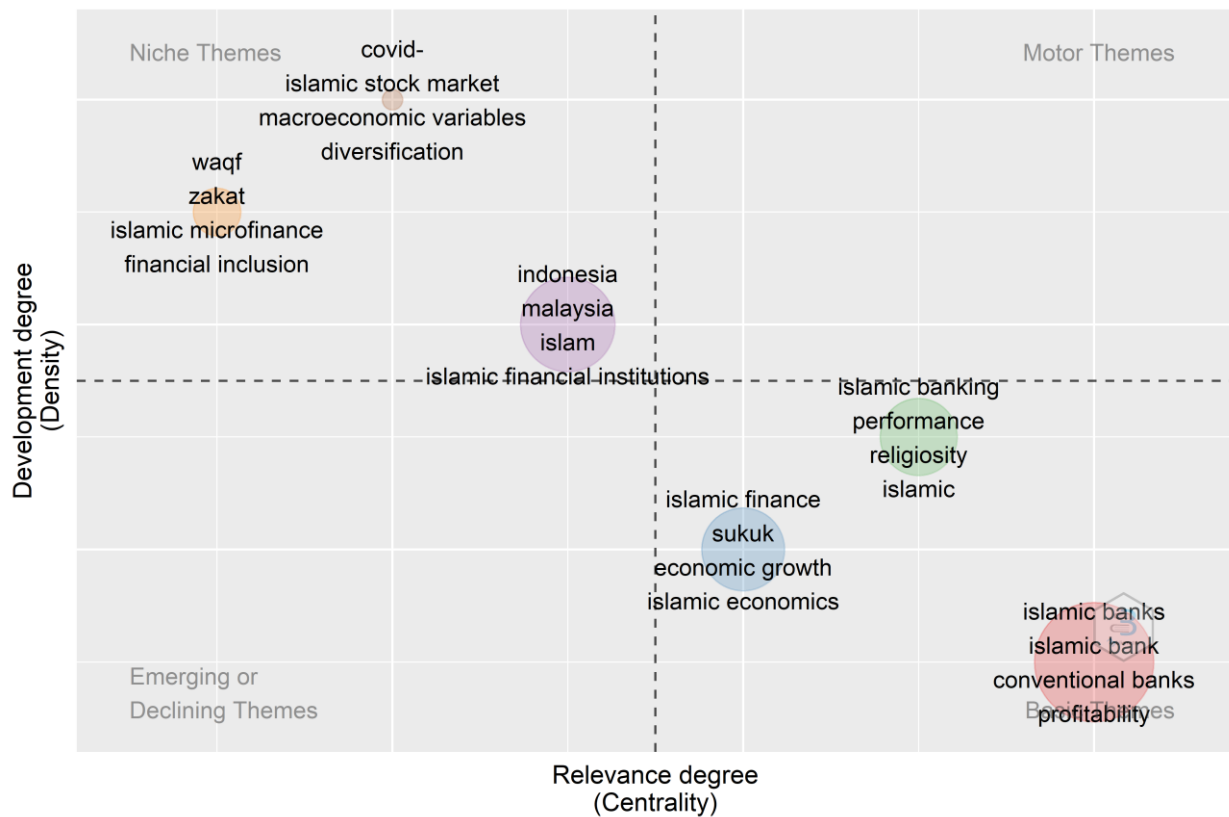 Niche Themes
Motor Themes
covid-
islamic stock market
macroeconomic variables
diversification
waqf
zakat
islamic microfinance
financial inclusion
indonesia
malaysia
islam
islamic financial institutions
islamic banking
performance
religiosity
islamic
islamic finance
sukuk
economic growth
islamic economics
islamic banks
islamic bank
conventional banks
profitability
Basic Themes
Emerging or
Declining Themes
Development degree
(Density)
Relevance degree
(Centrality)